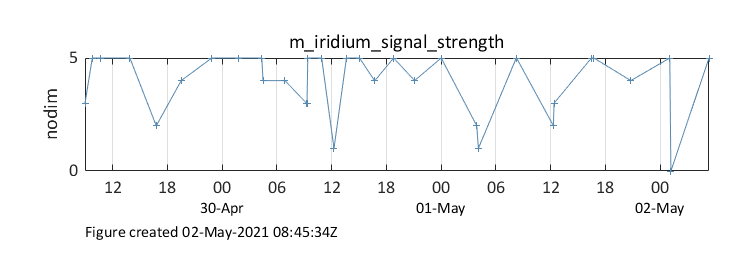 m_iridium_signal_strength
5
nodim
0
12 18 00 06 12 18 00 06 12 18 00
30-Apr 01-May 02-May
Figure created 02-May-2021 08:45:34Z